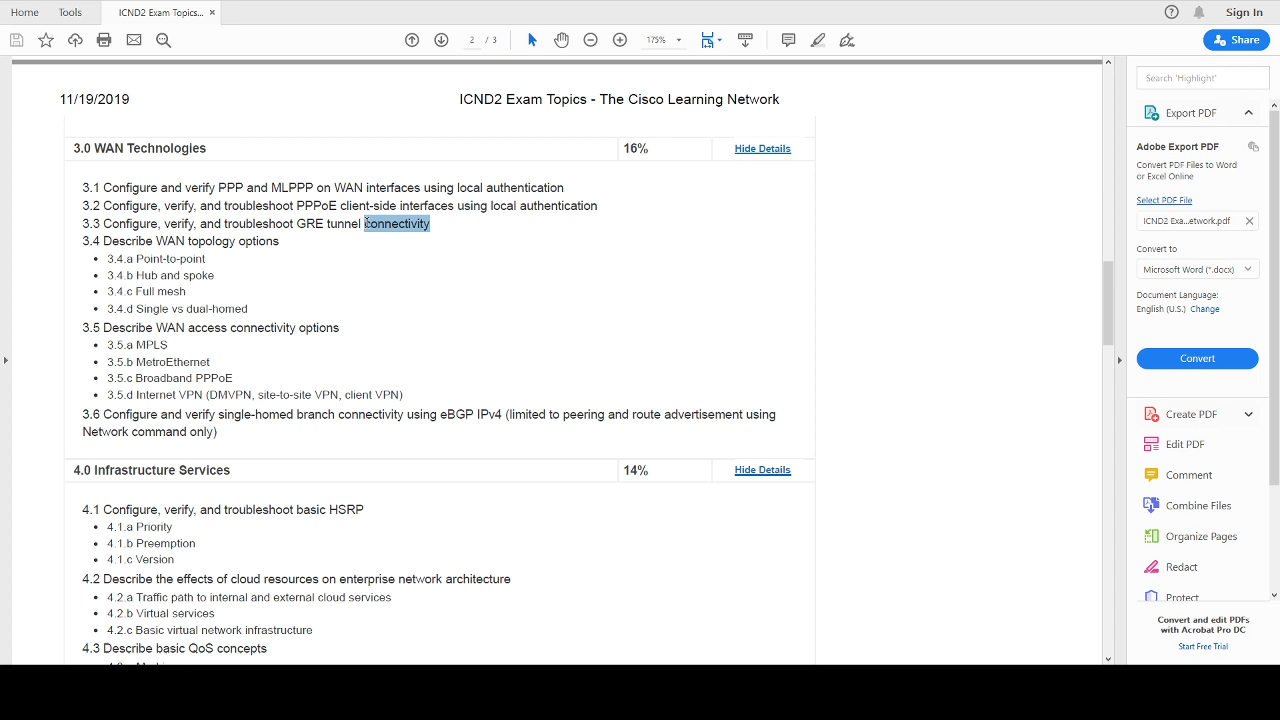 Home Tools ICND2 Exam Topics... × Sign In
2 / 3 175% Share
11/19/2019 ICND2 Exam Topics - The Cisco Learning Network
3.0 WAN Technologies 16% Hide Details
3.1 Configure and verify PPP and MLPPP on WAN interfaces using local authentication
3.2 Configure, verify, and troubleshoot PPPoE client-side interfaces using local authentication
3.3 Configure, verify, and troubleshoot GRE tunnel connectivity
3.4 Describe WAN topology options
• 3.4.a Point-to-point
• 3.4.b Hub and spoke
• 3.4.c Full mesh
• 3.4.d Single vs dual-homed
3.5 Describe WAN access connectivity options
• 3.5.a MPLS
• 3.5.b MetroEthernet
• 3.5.c Broadband PPPoE
• 3.5.d Internet VPN (DMVPN, site-to-site VPN, client VPN)
3.6 Configure and verify single-homed branch connectivity using eBGP IPv4 (limited to peering and route advertisement using
Network command only)
4.0 Infrastructure Services 14% Hide Details
4.1 Configure, verify, and troubleshoot basic HSRP
• 4.1.a Priority
• 4.1.b Preemption
• 4.1.c Version
4.2 Describe the effects of cloud resources on enterprise network architecture
• 4.2.a Traffic path to internal and external cloud services
• 4.2.b Virtual services
• 4.2.c Basic virtual network infrastructure
4.3 Describe basic QoS concepts
Search 'Highlight'
Export PDF
Adobe Export PDF
Convert PDF Files to Word
or Excel Online
Select PDF File
ICND2 Exa...etwork.pdf
Convert to
Microsoft Word (*.docx)
Document Language:
English (U.S.) Change
Convert
Create PDF
Edit PDF
Comment
Combine Files
Organize Pages
Redact
Protect
Convert and edit PDFs
with Acrobat Pro DC
Start Free Trial